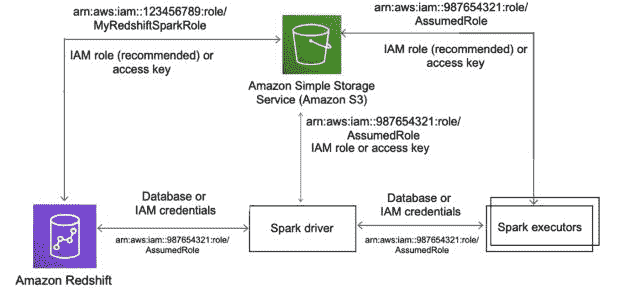 arn:aws:iam::123456789:role/
MyRedshiftSparkRole
IAM role (recommended) or
access key
arn:aws:iam::987654321:role/
AssumedRole
IAM role (recommended) or
access key
Amazon Simple Storage
Service (Amazon S3)
arn:aws:iam::987654321:role/
AssumedRole
IAM role or access key
Database or
IAM credentials
arn:aws:iam::987654321:role/
AssumedRole
Spark driver
Database or
IAM credentials
arn:aws:iam::987654321:role/
AssumedRole
Spark executors
Amazon Redshift